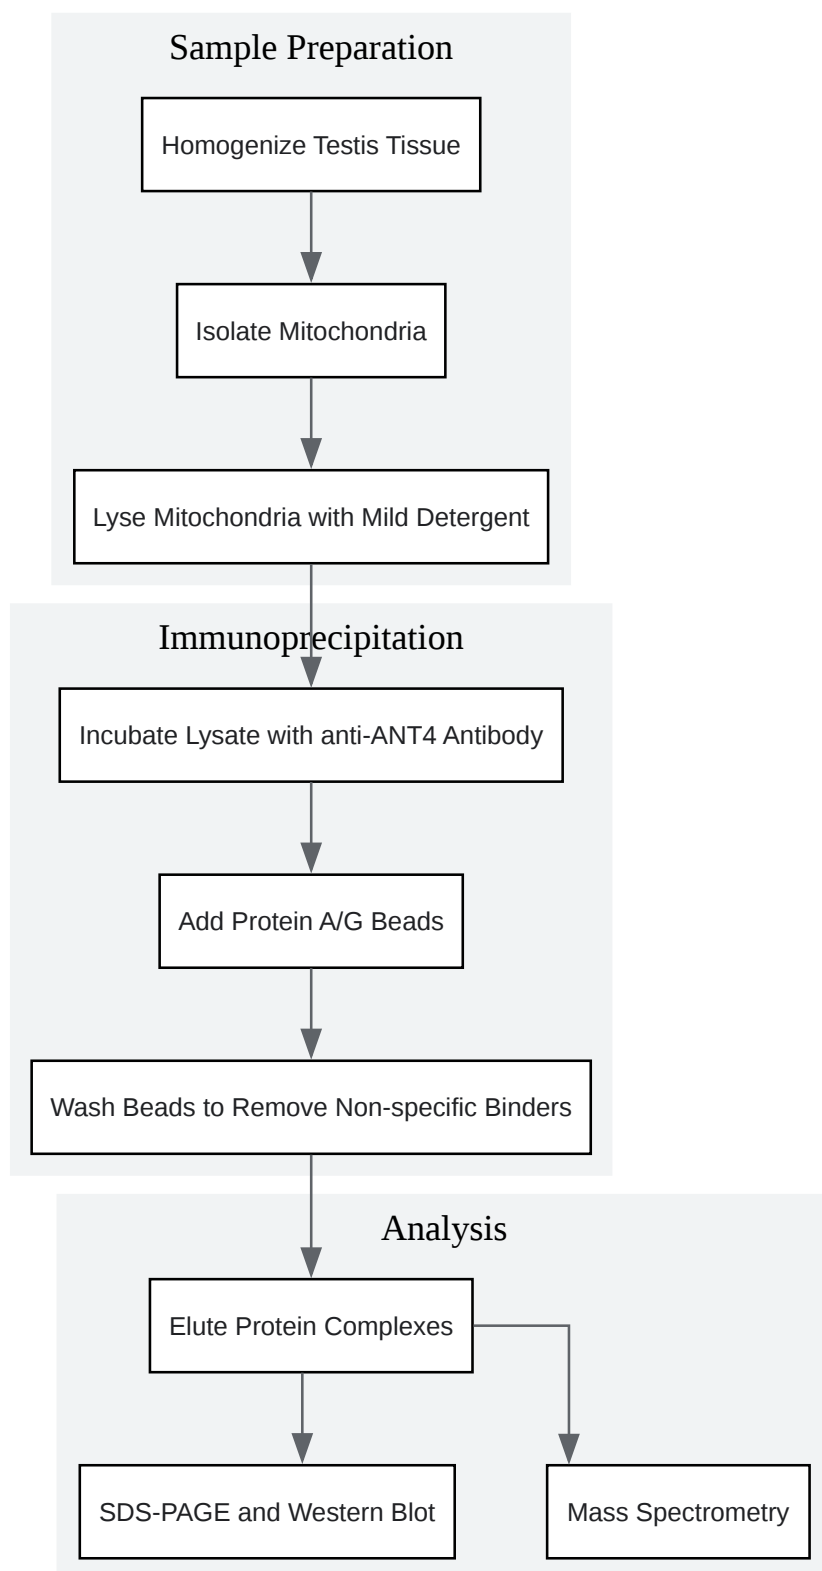 Sample Preparation
Homogenize Testis Tissue
Isolate Mitochondria
Lyse Mitochondria with Mild Detergent
Immunoprecipitation
Incubate Lysate with anti-ANT4 Antibody
Add Protein A/G Beads
Wash Beads to Remove Non-specific Binders
Analysis
Elute Protein Complexes
SDS-PAGE and Western Blot
Mass Spectrometry